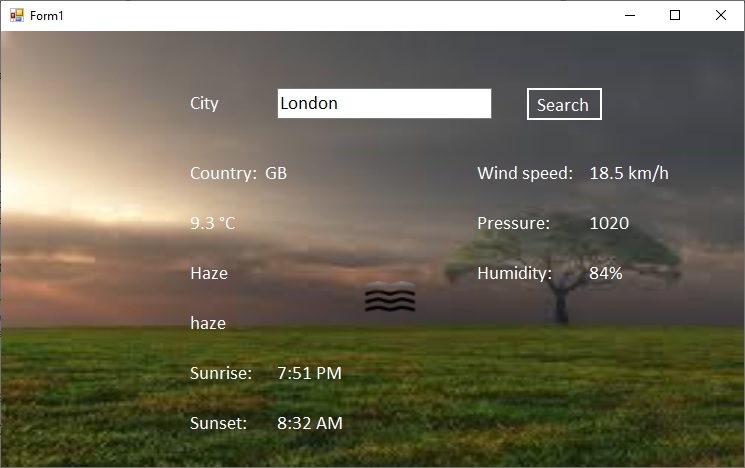 Form1
City London Search
Country: GB Wind speed: 18.5 km/h
9.3 °C Pressure: 1020
Haze Humidity: 84%
haze
Sunrise: 7:51 PM
Sunset: 8:32 AM